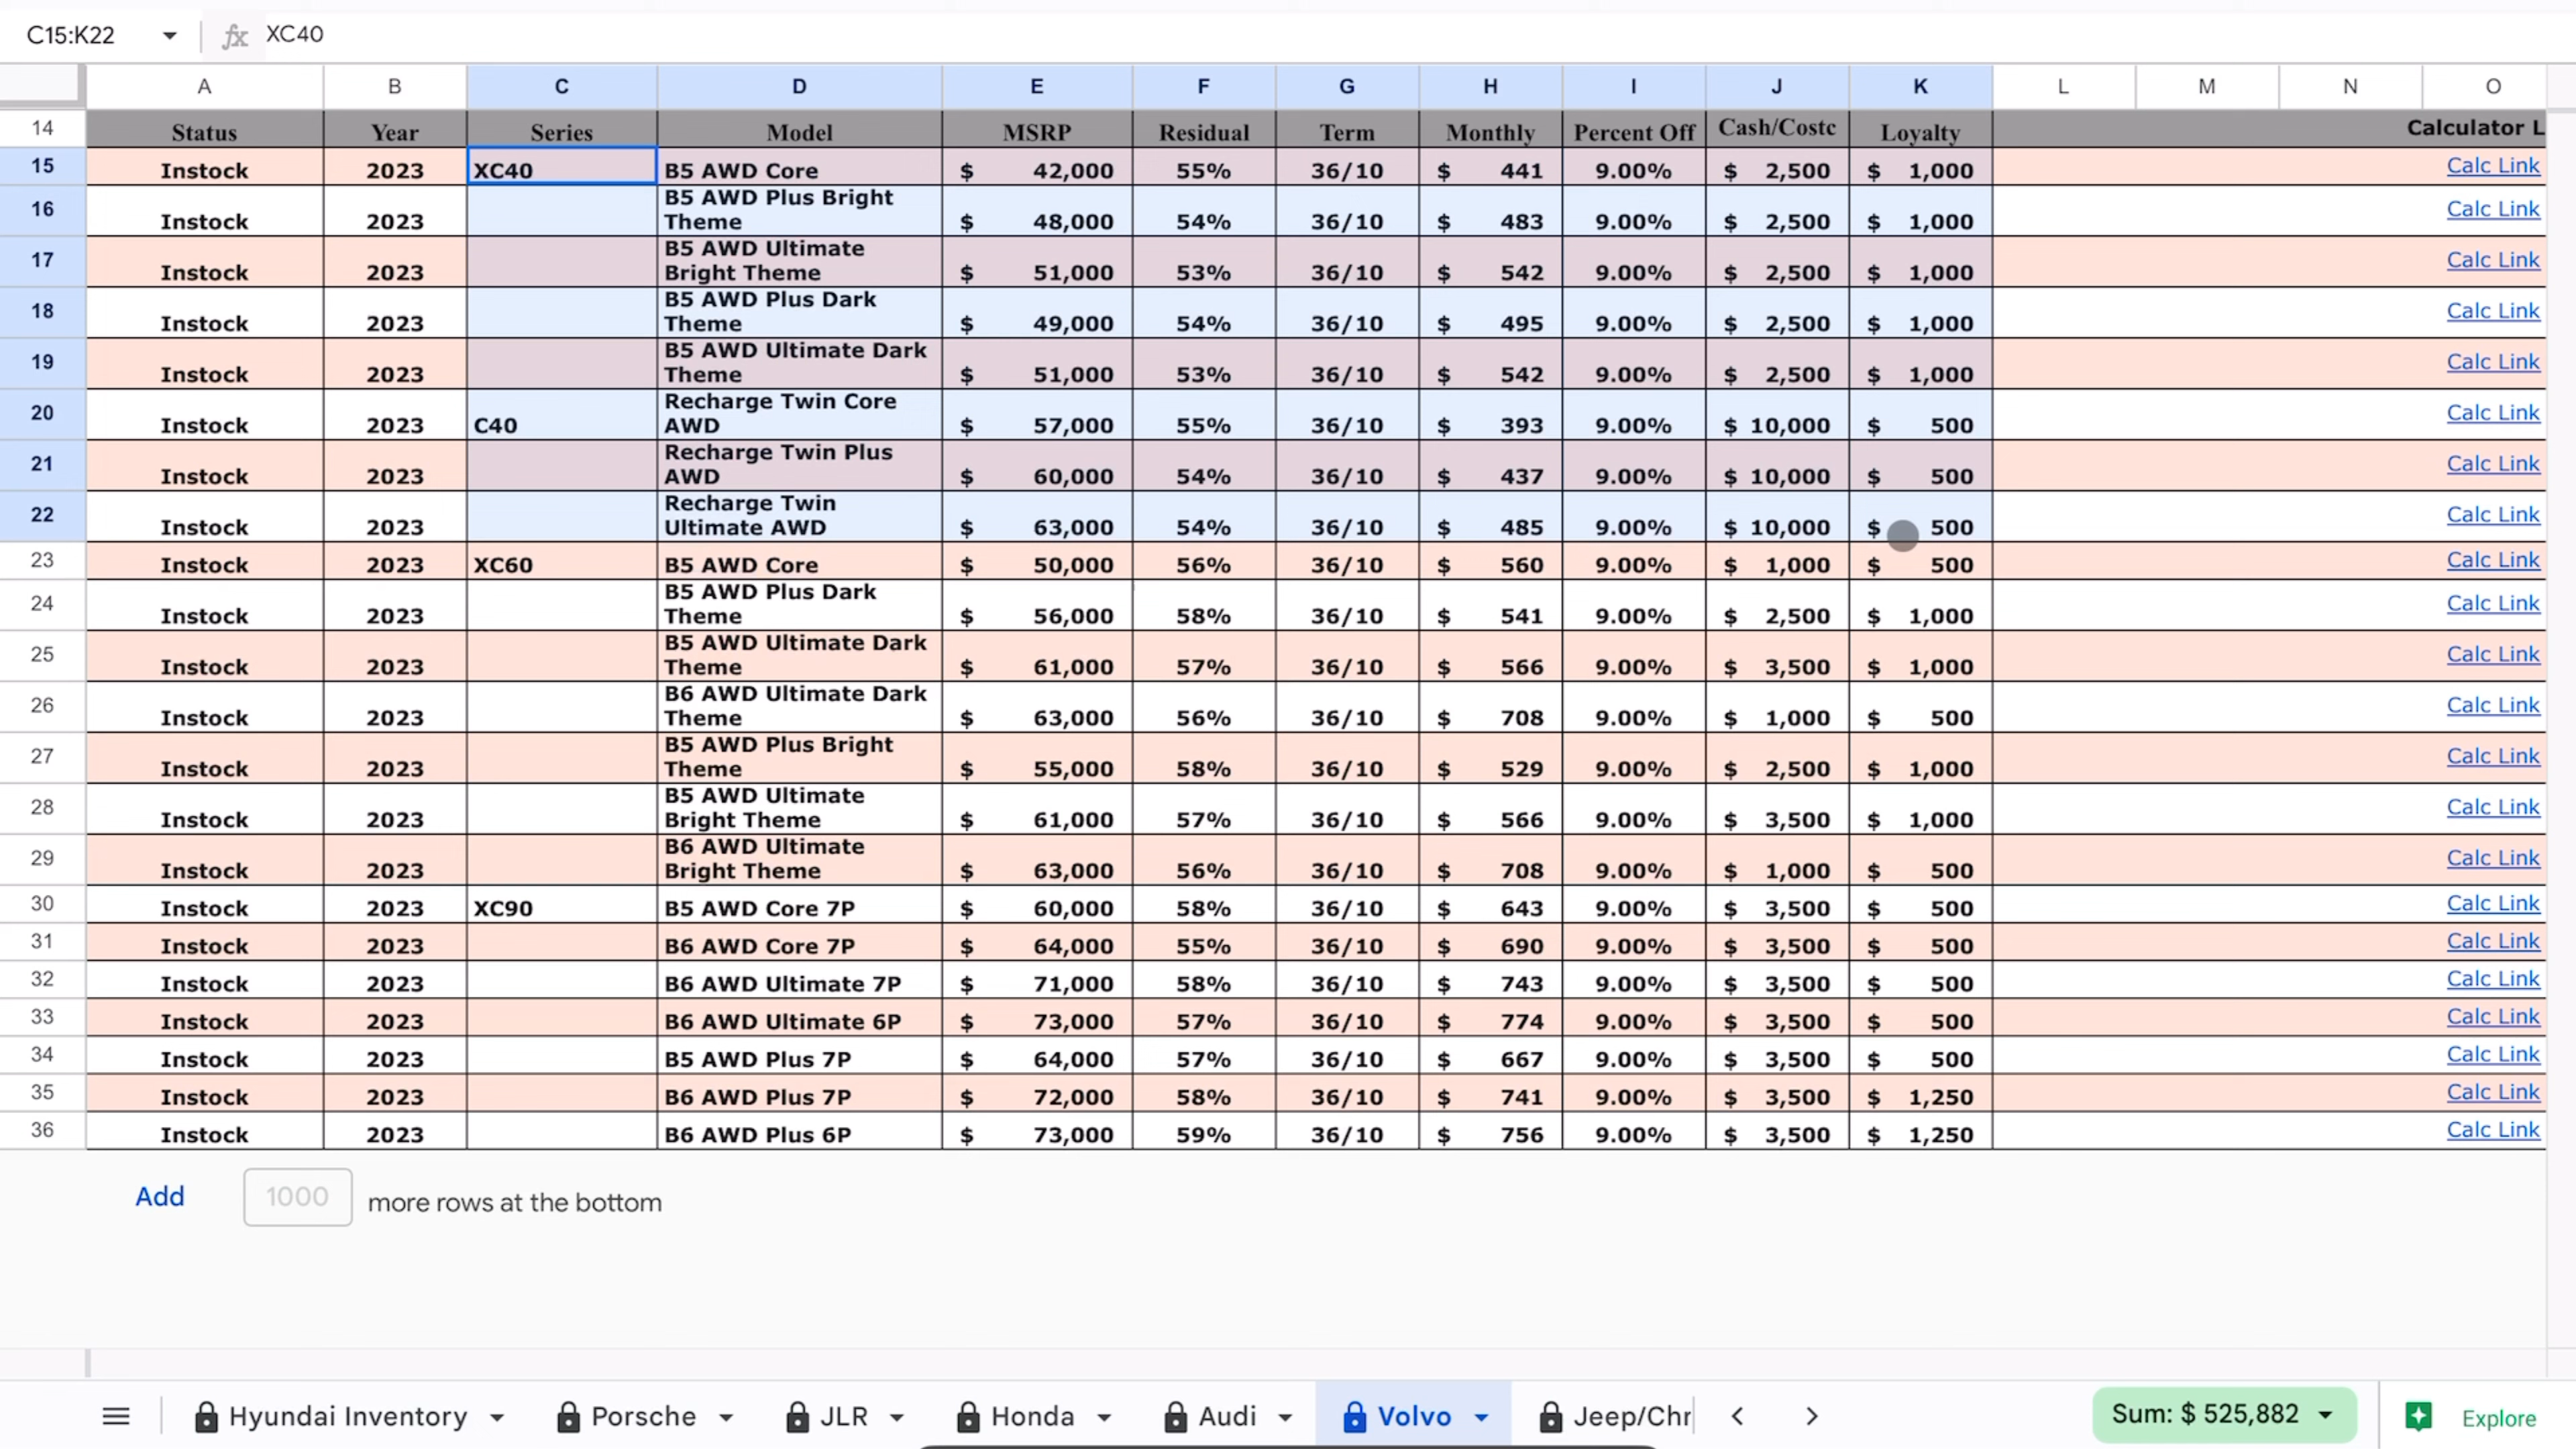 C15:K22 fx XC40
A B C D E F G H I J K L M N O
14 Status Year Series Model MSRP Residual Term Monthly Percent Off Cash/Costc Loyalty Calculator L
15 Instock 2023 XC40 B5 AWD Core $ 42,000 55% 36/10 $ 441 9.00% $ 2,500 $ 1,000 Calc Link
16 Instock 2023 B5 AWD Plus Bright
Theme $ 48,000 54% 36/10 $ 483 9.00% $ 2,500 $ 1,000 Calc Link
17 Instock 2023 B5 AWD Ultimate
Bright Theme $ 51,000 53% 36/10 $ 542 9.00% $ 2,500 $ 1,000 Calc Link
18 Instock 2023 B5 AWD Plus Dark
Theme $ 49,000 54% 36/10 $ 495 9.00% $ 2,500 $ 1,000 Calc Link
19 Instock 2023 B5 AWD Ultimate Dark
Theme $ 51,000 53% 36/10 $ 542 9.00% $ 2,500 $ 1,000 Calc Link
20 Instock 2023 C40 Recharge Twin Core
AWD $ 57,000 55% 36/10 $ 393 9.00% $ 10,000 $ 500 Calc Link
21 Instock 2023 Recharge Twin Plus
AWD $ 60,000 54% 36/10 $ 437 9.00% $ 10,000 $ 500 Calc Link
22 Instock 2023 Recharge Twin
Ultimate AWD $ 63,000 54% 36/10 $ 485 9.00% $ 10,000 $ 500 Calc Link
23 Instock 2023 XC60 B5 AWD Core $ 50,000 56% 36/10 $ 560 9.00% $ 1,000 $ 500 Calc Link
24 Instock 2023 B5 AWD Plus Dark
Theme $ 56,000 58% 36/10 $ 541 9.00% $ 2,500 $ 1,000 Calc Link
25 Instock 2023 B5 AWD Ultimate Dark
Theme $ 61,000 57% 36/10 $ 566 9.00% $ 3,500 $ 1,000 Calc Link
26 Instock 2023 B6 AWD Ultimate Dark
Theme $ 63,000 56% 36/10 $ 708 9.00% $ 1,000 $ 500 Calc Link
27 Instock 2023 B5 AWD Plus Bright
Theme $ 55,000 58% 36/10 $ 529 9.00% $ 2,500 $ 1,000 Calc Link
28 Instock 2023 B5 AWD Ultimate
Bright Theme $ 61,000 57% 36/10 $ 566 9.00% $ 3,500 $ 1,000 Calc Link
29 Instock 2023 B6 AWD Ultimate
Bright Theme $ 63,000 56% 36/10 $ 708 9.00% $ 1,000 $ 500 Calc Link
30 Instock 2023 XC90 B5 AWD Core 7P $ 60,000 58% 36/10 $ 643 9.00% $ 3,500 $ 500 Calc Link
31 Instock 2023 B6 AWD Core 7P $ 64,000 55% 36/10 $ 690 9.00% $ 3,500 $ 500 Calc Link
32 Instock 2023 B6 AWD Ultimate 7P $ 71,000 58% 36/10 $ 743 9.00% $ 3,500 $ 500 Calc Link
33 Instock 2023 B6 AWD Ultimate 6P $ 73,000 57% 36/10 $ 774 9.00% $ 3,500 $ 500 Calc Link
34 Instock 2023 B5 AWD Plus 7P $ 64,000 57% 36/10 $ 667 9.00% $ 3,500 $ 500 Calc Link
35 Instock 2023 B6 AWD Plus 7P $ 72,000 58% 36/10 $ 741 9.00% $ 3,500 $ 1,250 Calc Link
36 Instock 2023 B6 AWD Plus 6P $ 73,000 59% 36/10 $ 756 9.00% $ 3,500 $ 1,250 Calc Link
Add 1000 more rows at the bottom
Hyundai Inventory Porsche JLR Honda Audi Volvo Jeep/Chr Sum: $ 525,882 Explore